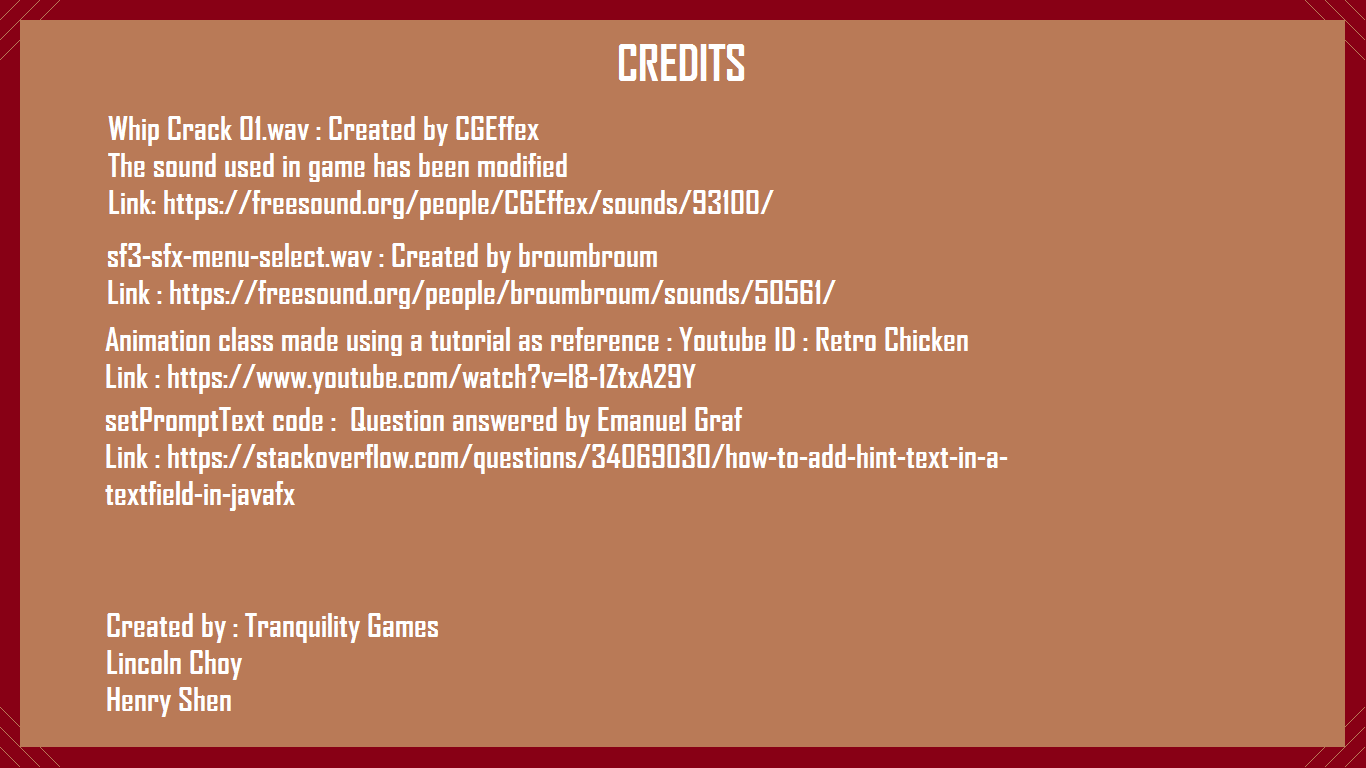 CREDITS
Whip Crack 01.wav : Created by CGEffex
The sound used in game has been modified
Link: https://freesound.org/people/CGEffex/sounds/93100/
sf3-sfx-menu-select.wav : Created by broumbroum
Link : https://freesound.org/people/broumbroum/sounds/50561/
Animation class made using a tutorial as reference : Youtube ID : Retro Chicken
Link : https://www.youtube.com/watch?v=l8-1ZtxA29Y
setPromptText code :  Question answered by Emanuel Graf
Link : https://stackoverflow.com/questions/34069030/how-to-add-hint-text-in-a-
textfield-in-javafx
Created by : Tranquility Games
Lincoln Choy
Henry Shen